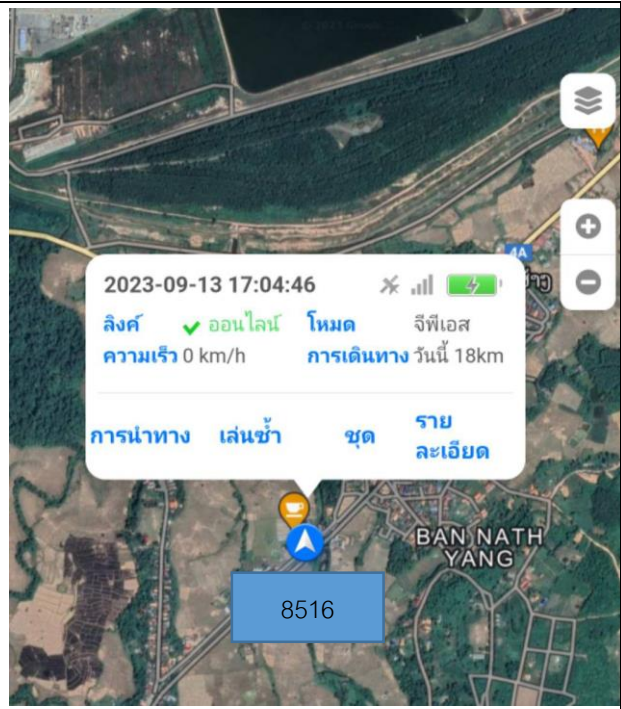 4A
2023-09-13 17:04:46
ลิงค์ ออนไลน์ โหมด จีพีเอส
ความเร็ว 0 km/h การเดินทาง วันนี้ 18km
การนำทาง เล่นซ้ำ ชุด ราย
ละเอียด
BAN NATH
YANG
8516